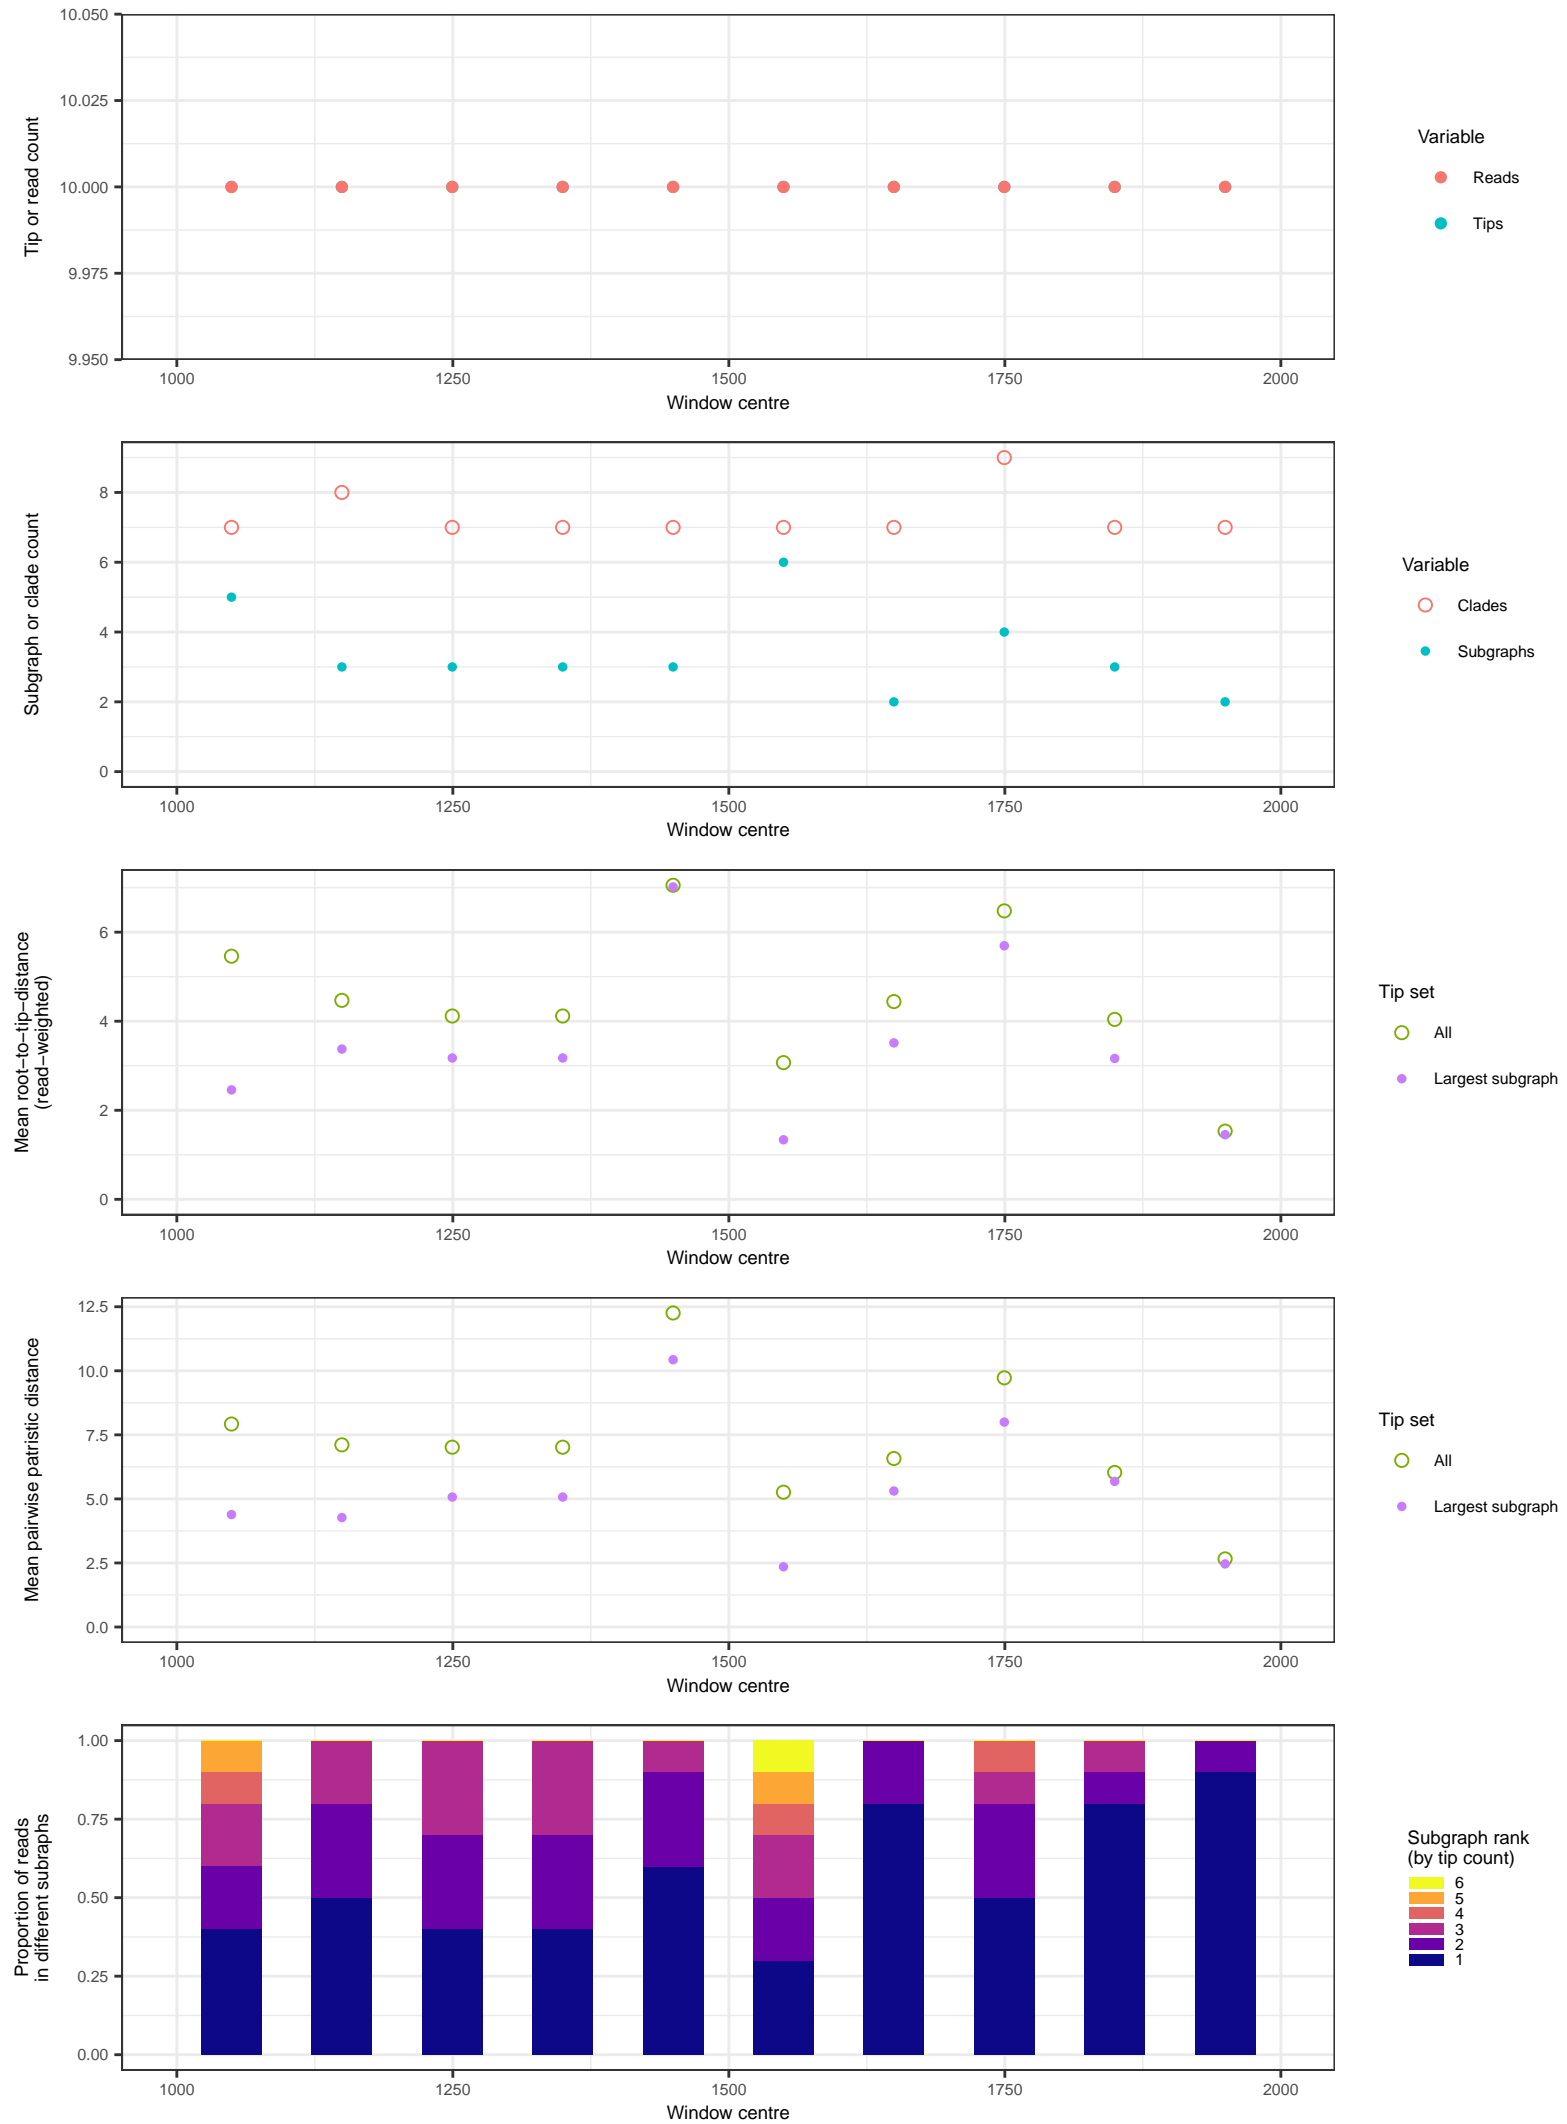 10.050
10.025
10.000
9.975
9.950
Tip or read count
1000 1250 1500 1750 2000
Window centre
Variable
Reads
Tips
8
6
4
2
0
Subgraph or clade count
1000 1250 1500 1750 2000
Window centre
Variable
Clades
Subgraphs
6
4
2
0
Mean root−to−tip−distance
(read−weighted)
1000 1250 1500 1750 2000
Window centre
Tip set
All
Largest subgraph
12.5
10.0
7.5
5.0
2.5
0.0
Mean pairwise patristic distance
1000 1250 1500 1750 2000
Window centre
Tip set
All
Largest subgraph
1.00
0.75
0.50
0.25
0.00
Proportion of reads
in different subraphs
1000 1250 1500 1750 2000
Window centre
Subgraph rank
(by tip count)
6
5
4
3
2
1